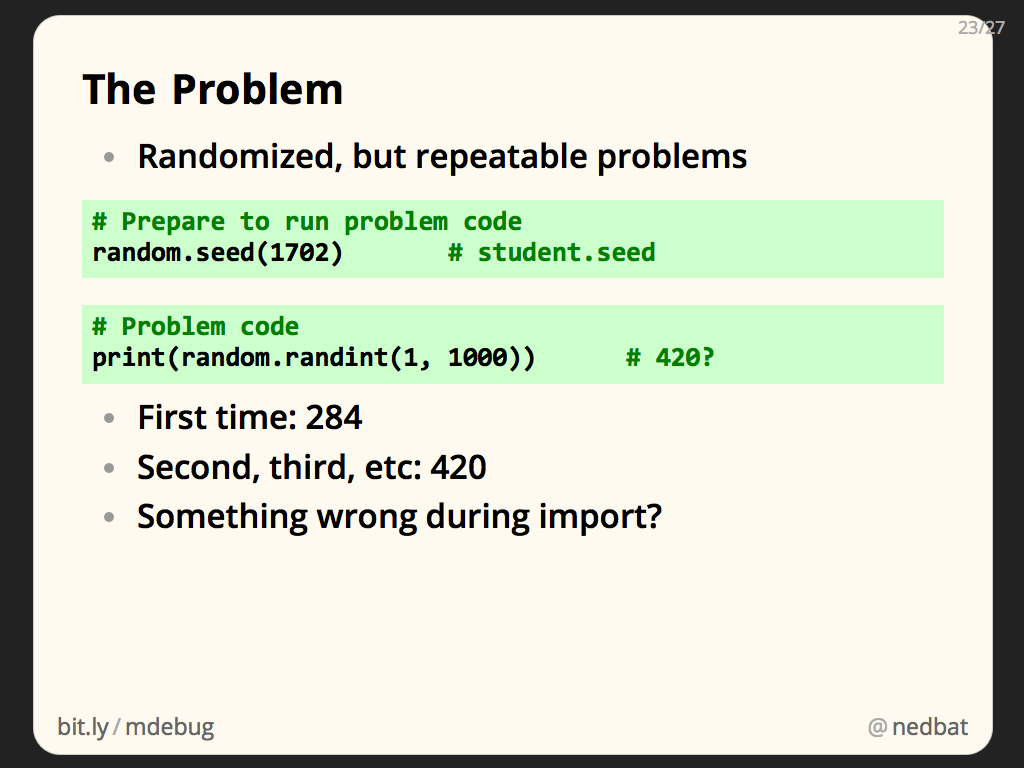 23/27
The Problem
• Randomized, but repeatable problems
# Prepare to run problem code
random.seed(1702)       # student.seed
# Problem code
print(random.randint(1, 1000))      # 420?
• First time: 284
• Second, third, etc: 420
• Something wrong during import?
bit.ly/mdebug
@nedbat